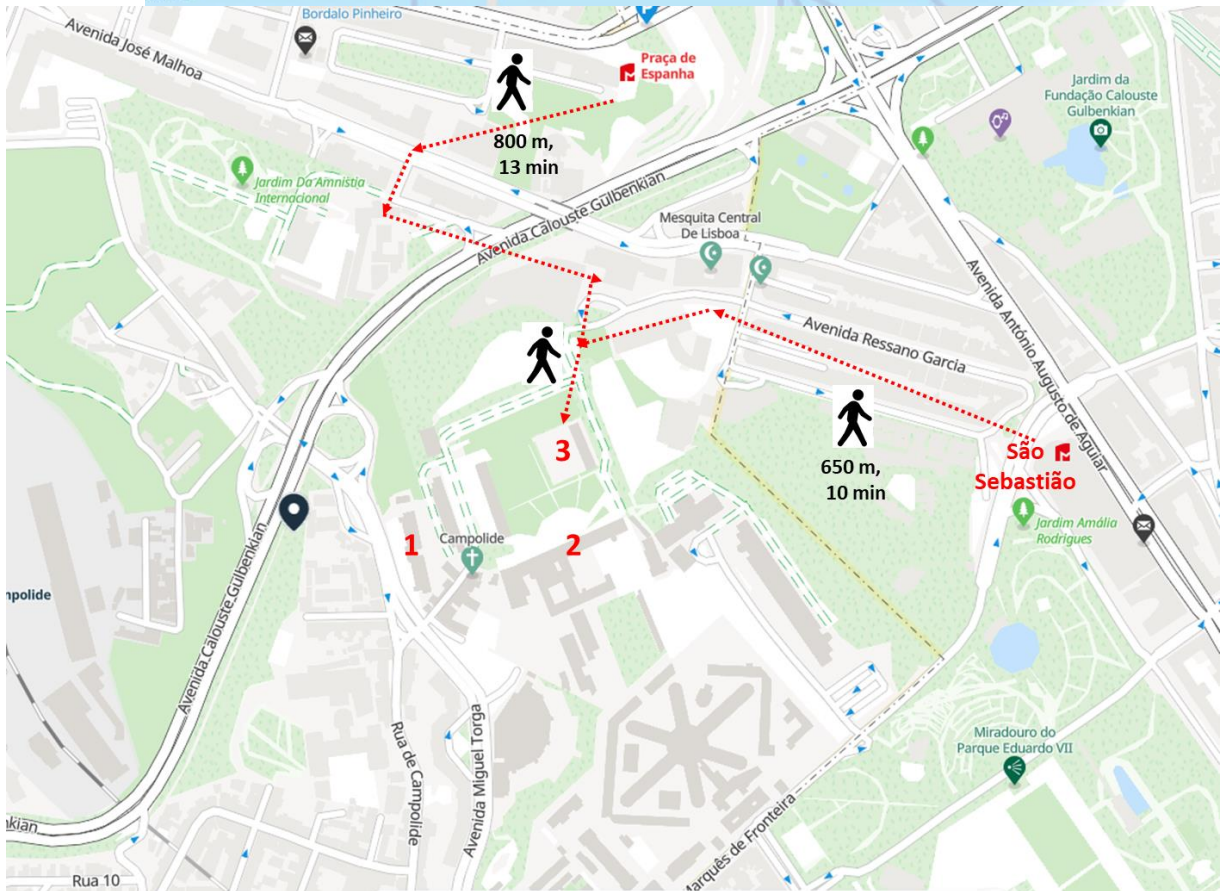 Bordalo Pinheiro
Avenida José Malhoa
Praça de
Espanha
Jardim da
Fundação Calouste
Gulbenkian
800 m,
13 min
Jardim Da Amnistia
Internacional
Avenida Calouste Gulbenkian
Mesquita Central
De Lisboa
Avenida António Augusto de Aguiar
Avenida Ressano Garcia
3
650 m,
10 min
São
Sebastião
Jardim Amália
Rodrigues
1
Campolide
2
mpolide
Avenida Calouste Gulbenkian
Rua de Campolide
Avenida Miguel Torga
Miradouro do
Parque Eduardo VII
Marquês de Fronteira
nkian
Rua 10